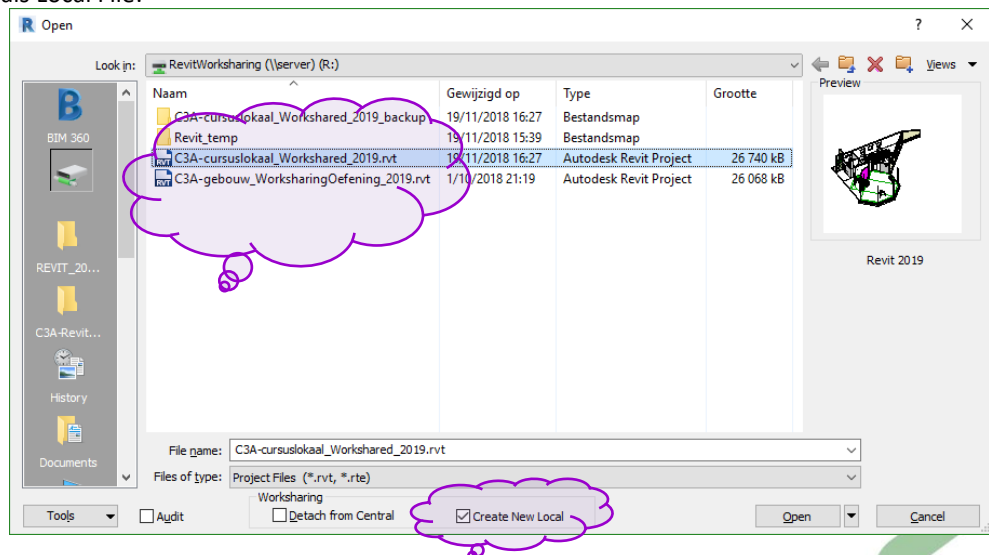 als Local File.
Open
Look in: RevitWorksharing (\\server) (R:) Views
Naam Gewijzigd op Type Grootte
C3A-cursuslokaal_Workshared_2019_backup 19/11/2018 16:27 Bestandsmap
Revit_temp 19/11/2018 15:39 Bestandsmap
C3A-cursuslokaal_Workshared_2019.rvt 19/11/2018 16:27 Autodesk Revit Project 26 740 kB
C3A-gebouw_WorksharingOefening_2019.rvt 1/10/2018 21:19 Autodesk Revit Project 26 068 kB
BIM 360
REVIT_20...
C3A-Revit...
History
Documents
Preview
Revit 2019
File name: C3A-cursuslokaal_Workshared_2019.rvt
Files of type: Project Files (*.rvt, *.rte)
Worksharing
Tools Audit Detach from Central Create New Local Open Cancel